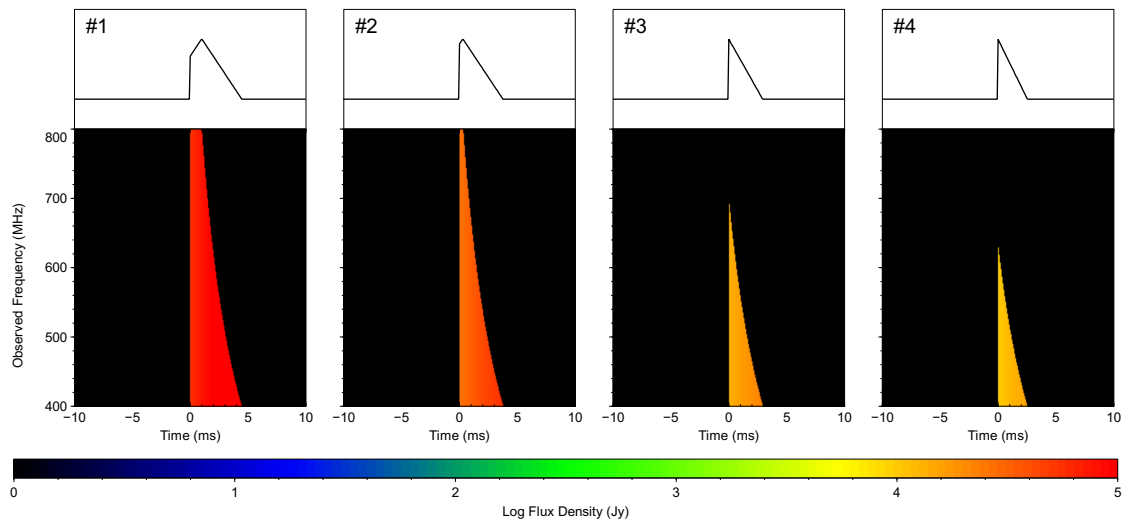 #1 #2 #3 #4
800
700
600
500
400
Observed Frequency (MHz)
−10 −5 0 5 10 −10 −5 0 5 10 −10 −5 0 5 10 −10 −5 0 5 10
Time (ms) Time (ms) Time (ms) Time (ms)
0 1 2 3 4 5
Log Flux Density (Jy)